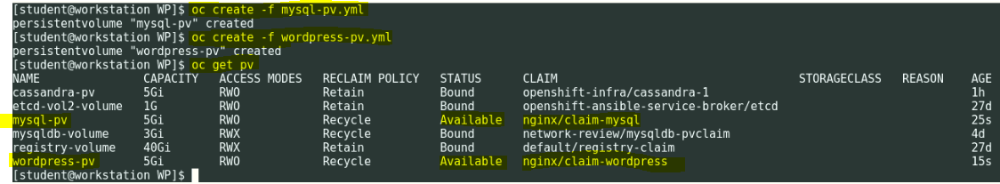 [student@workstation WP]$ oc create -f mysql-pv.yml
persistentvolume "mysql-pv" created
[student@workstation WP]$ oc create -f wordpress-pv.yml
persistentvolume "wordpress-pv" created
[student@workstation WP]$ oc get pv
NAME CAPACITY ACCESS MODES RECLAIM POLICY STATUS CLAIM STORAGECLASS REASON AGE
cassandra-pv 5Gi RWO Retain Bound openshift-infra/cassandra-1 1h
etcd-vol2-volume 1G RWO Retain Bound openshift-ansible-service-broker/etcd 27d
mysql-pv 5Gi RWO Recycle Available nginx/claim-mysql 25s
mysqldb-volume 3Gi RWX Recycle Bound network-review/mysqldb-pvclaim 4d
registry-volume 40Gi RWX Retain Bound default/registry-claim 27d
wordpress-pv 5Gi RWO Recycle Available nginx/claim-wordpress 15s
[student@workstation WP]$